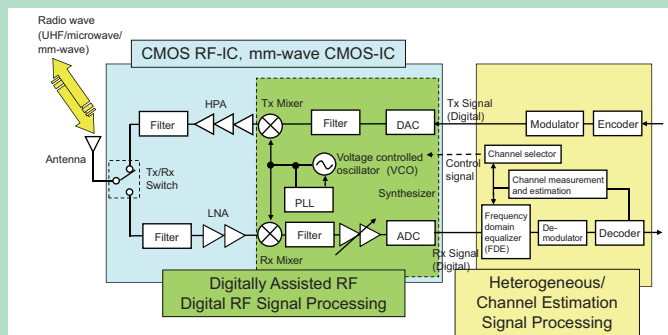 Radio wave
(UHF/microwave/
mm-wave)
CMOS RF-IC, mm-wave CMOS-IC
HPA
Tx Mixer
Tx Signal
(Digital)
Filter
Filter
DAC
Modulator
Encoder
Antenna
Tx/Rx
Switch
Voltage controlled
oscillator (VCO)
Control
signal
Channel selector
Synthesizer
Channel measurement
and estimation
PLL
LNA
Filter
Filter
ADC
Frequency
domain
equalizer
(FDE)
De-
modulator
Decoder
Rx Mixer
Rx Signal
(Digital)
Digitally Assisted RF
Digital RF Signal Processing
Heterogeneous/
Channel Estimation
Signal Processing